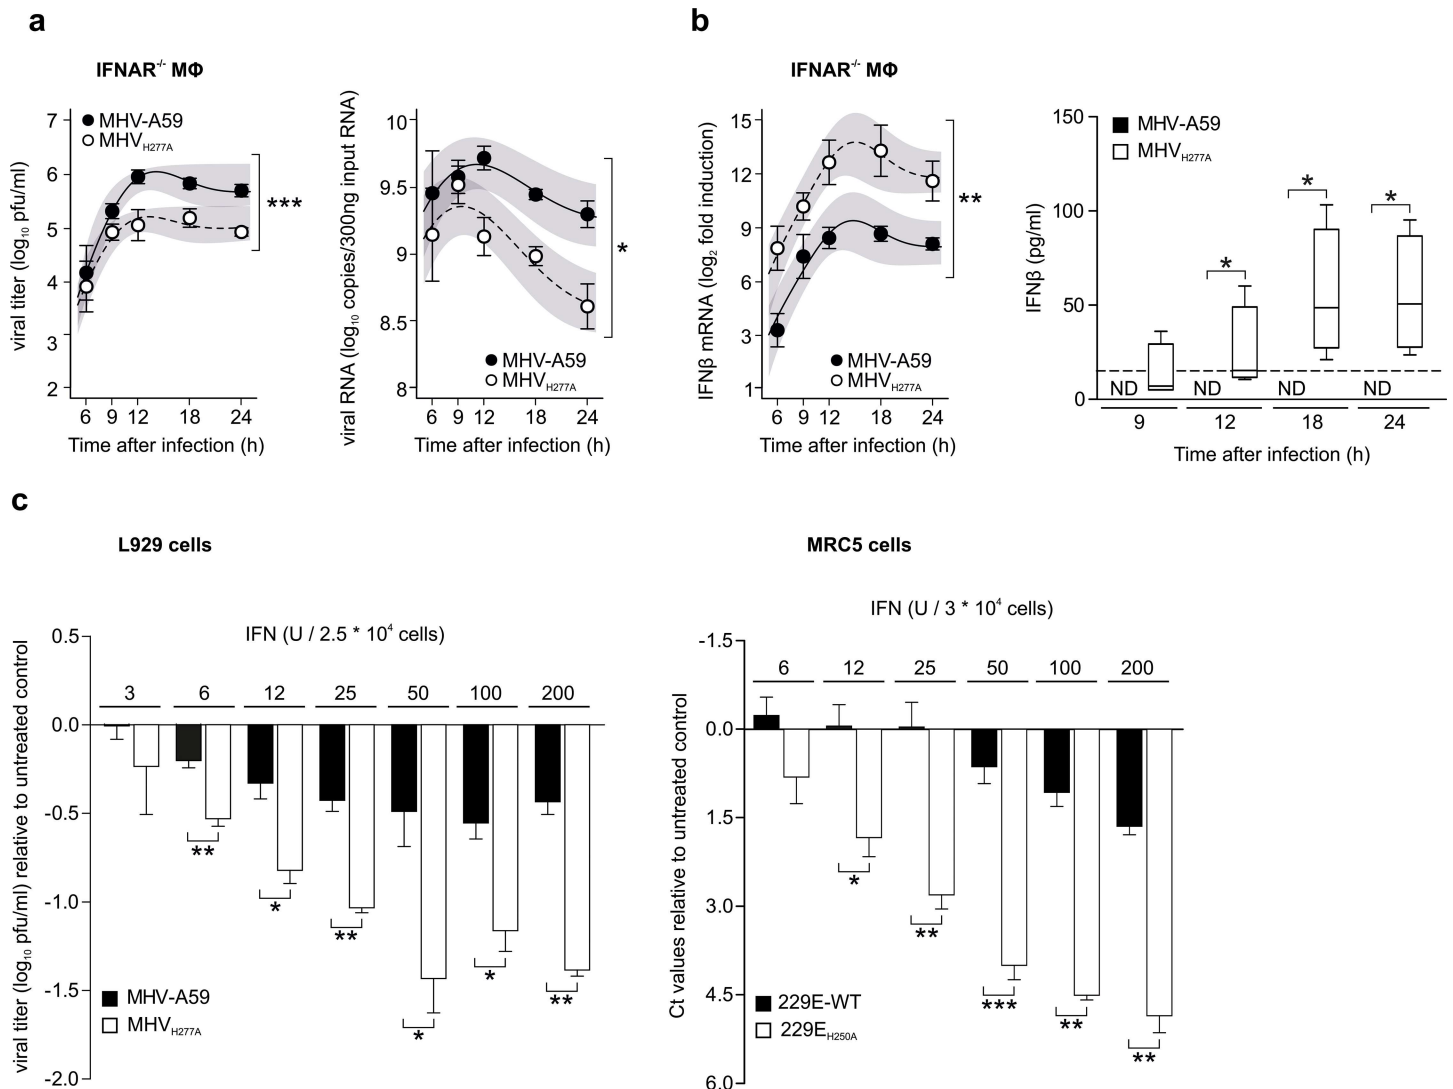 a
b
IFNAR-/- MΦ
IFNAR-/- MΦ
viral titer (log10 pfu/ml)
7
6
5
4
3
2
MHV-A59
MHVH277A
***
6 9 12 18 24
Time after infection (h)
viral RNA (log10 copies/300ng input RNA)
10
9.5
9
8.5
8
*
MHV-A59
MHVH277A
6 9 12 18 24
Time after infection (h)
IFNβ mRNA (log2 fold induction)
15
12
9
6
3
1
**
MHV-A59
MHVH277A
6 9 12 18 24
Time after infection (h)
IFNβ (pg/ml)
150
100
50
0
MHV-A59
MHVH277A
* * *
ND ND ND ND
9 12 18 24
Time after infection (h)
c
L929 cells
MRC5 cells
viral titer (log10 pfu/ml) relative to untreated control
IFN (U / 2.5 * 104 cells)
0.5
0.0
-0.5
-1.0
-1.5
-2.0
3 6 12 25 50 100 200
** * ** * * **
MHV-A59
MHVH277A
Ct values relative to untreated control
IFN (U / 3 * 104 cells)
-1.5
0.0
1.5
3.0
4.5
6.0
6 12 25 50 100 200
* ** *** ** **
229E-WT
229EH250A